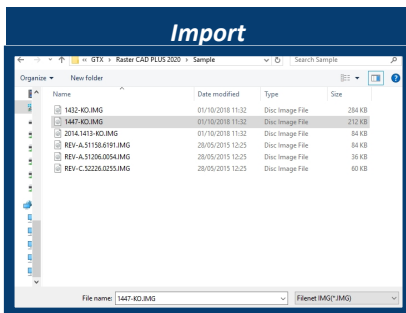 Import
« GTX › Raster CAD PLUS 2020 › Sample
Search Sample
Organize
New folder
Name Date modified Type Size
1432-KO.IMG 01/10/2018 11:32 Disc Image File 284 KB
1447-KO.IMG 01/10/2018 11:32 Disc Image File 212 KB
2014.1413-KO.IMG 01/10/2018 11:32 Disc Image File 84 KB
REV-A.51158.6191.IMG 28/05/2015 12:25 Disc Image File 84 KB
REV-A.51206.0054.IMG 28/05/2015 12:25 Disc Image File 36 KB
REV-C.52226.0255.IMG 28/05/2015 12:25 Disc Image File 60 KB
File name: 1447-KO.IMG Filenet IMG(*.IMG)